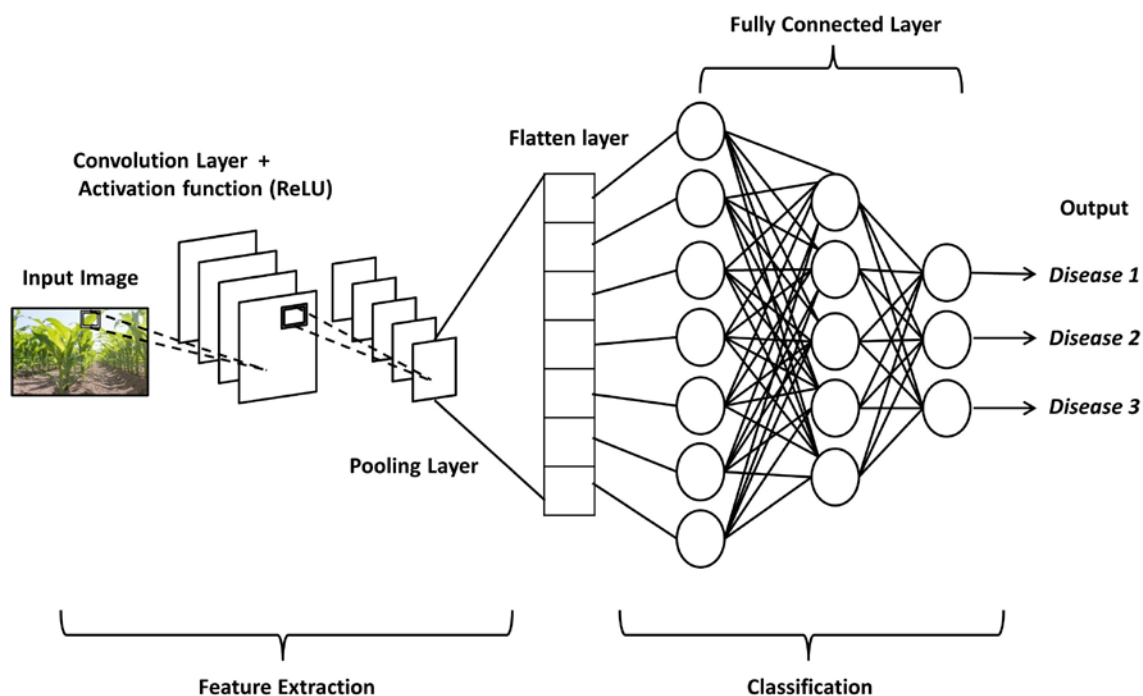 Fully Connected Layer
Flatten layer
Convolution Layer +
Activation function (ReLU)
Output
Input Image
Disease 1
Disease 2
Disease 3
Pooling Layer
Feature Extraction
Classification